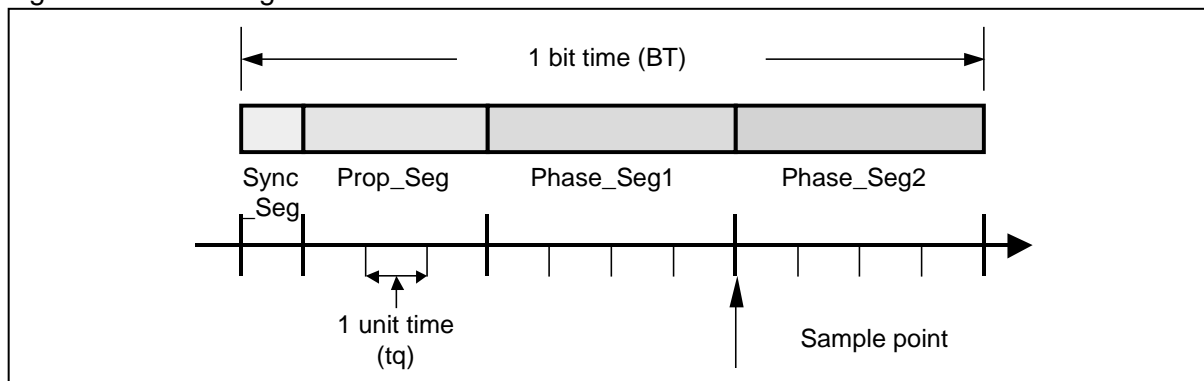 1 bit time (BT)
Sync
_Seg
Prop_Seg
Phase_Seg1
Phase_Seg2
1 unit time
(tq)
Sample point